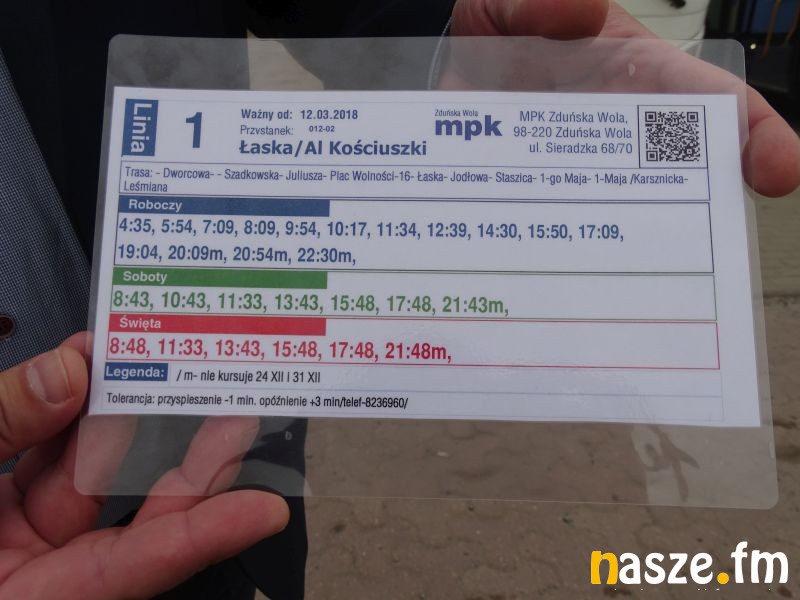 Linia
1
Ważny od: 12.03.2018
Przystanek: 012-02
Łaska/Al Kościuszki
Zduńska Wola
mpk
MPK Zduńska Wola,
98-220 Zduńska Wola
ul. Sieradzka 68/70
Trasa: - Dworcowa- - Szadkowska- Juliusza- Plac Wolności-16- Łaska- Jodłowa- Staszica- 1-go Maja- 1-Maja /Karsznicka-
Leśmiana
Roboczy
4:35, 5:54, 7:09, 8:09, 9:54, 10:17, 11:34, 12:39, 14:30, 15:50, 17:09,
19:04, 20:09m, 20:54m, 22:30m,
Soboty
8:43, 10:43, 11:33, 13:43, 15:48, 17:48, 21:43m,
Święta
8:48, 11:33, 13:43, 15:48, 17:48, 21:48m,
Legenda: / m- nie kursuje 24 XII i 31 XII
Tolerancja: przyspieszenie -1 min. opóźnienie +3 min/telef-8236960/
nasze.fm